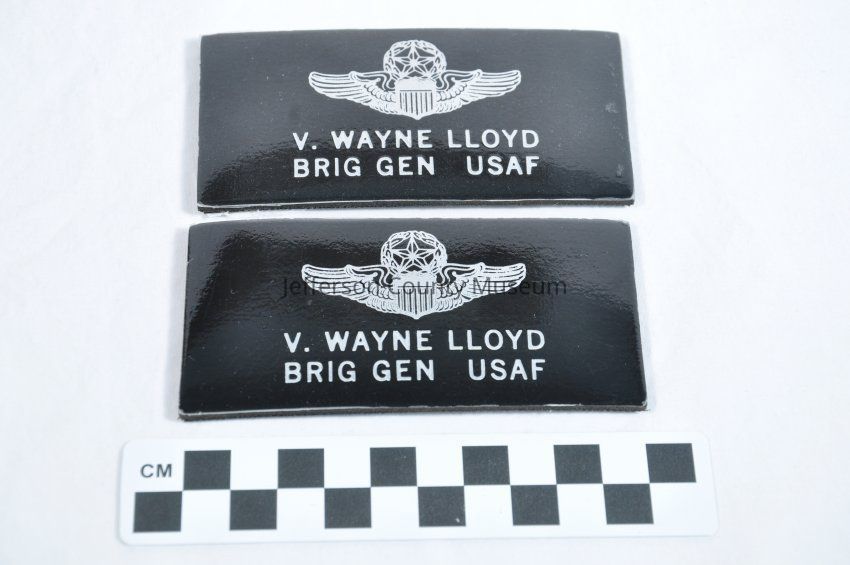 V. WAYNE LLOYD
BRIG GEN USAF
Jefferson County Museum
V. WAYNE LLOYD
BRIG GEN USAF
CM